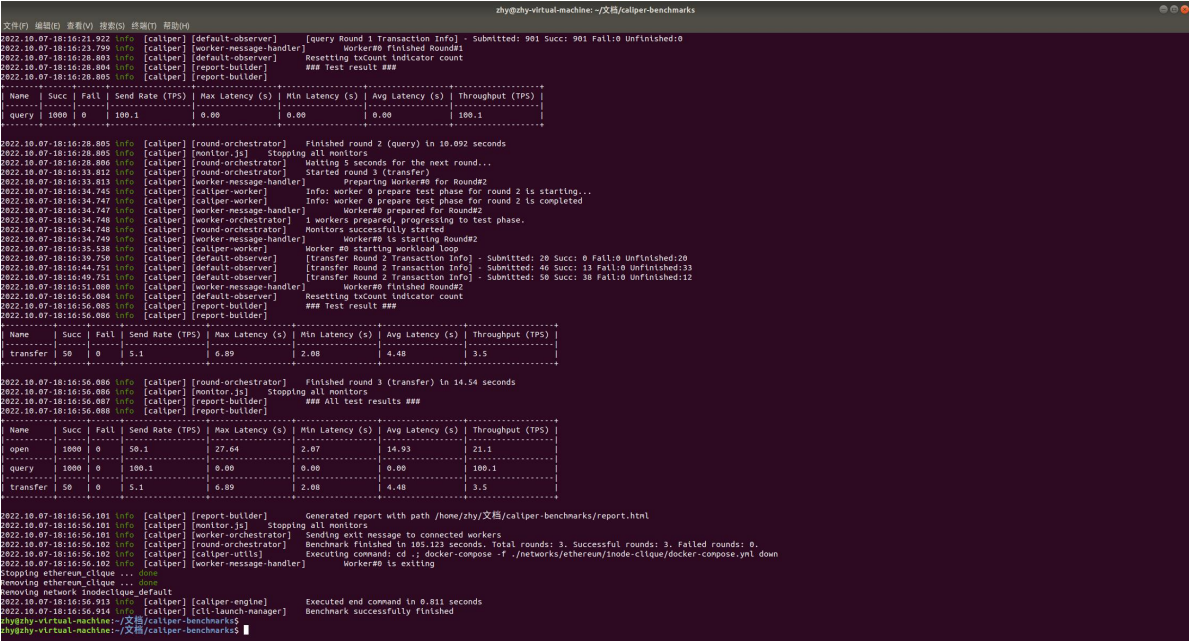 zhy@zhy-virtual-machine: ~/文档/caliper-benchmarks
文件(F) 编辑(E) 查看(V) 搜索(S) 终端(T) 帮助(H)
2022.10.07-18:16:21.922 info [caliper] [default-observer] [query Round 1 Transaction Info] - Submitted: 901 Succ: 901 Fail:0 Unfinished:0
2022.10.07-18:16:23.799 info [caliper] [worker-message-handler] Worker#0 finished Round#1
2022.10.07-18:16:28.803 info [caliper] [default-observer] Resetting txCount indicator count
2022.10.07-18:16:28.804 info [caliper] [report-builder] ### Test result ###
2022.10.07-18:16:28.805 info [caliper] [report-builder]
| Name | Succ | Fail | Send Rate (TPS) | Max Latency (s) | Min Latency (s) | Avg Latency (s) | Throughput (TPS) |
| query | 1000 | 0 | 100.1 | 0.00 | 0.00 | 0.00 | 100.1 |
2022.10.07-18:16:28.805 info [caliper] [round-orchestrator] Finished round 2 (query) in 10.092 seconds
2022.10.07-18:16:28.805 info [caliper] [monitor.js] Stopping all monitors
2022.10.07-18:16:28.806 info [caliper] [round-orchestrator] Waiting 5 seconds for the next round...
2022.10.07-18:16:33.812 info [caliper] [round-orchestrator] Started round 3 (transfer)
2022.10.07-18:16:33.813 info [caliper] [worker-message-handler] Preparing Worker#0 for Round#2
2022.10.07-18:16:34.745 info [caliper] [caliper-worker] Info: worker 0 prepare test phase for round 2 is starting...
2022.10.07-18:16:34.747 info [caliper] [caliper-worker] Info: worker 0 prepare test phase for round 2 is completed
2022.10.07-18:16:34.747 info [caliper] [worker-message-handler] Worker#0 prepared for Round#2
2022.10.07-18:16:34.748 info [caliper] [worker-orchestrator] 1 workers prepared, progressing to test phase.
2022.10.07-18:16:34.748 info [caliper] [round-orchestrator] Monitors successfully started
2022.10.07-18:16:34.749 info [caliper] [worker-message-handler] Worker#0 is starting Round#2
2022.10.07-18:16:35.538 info [caliper] [caliper-worker] Worker #0 starting workload loop
2022.10.07-18:16:39.750 info [caliper] [default-observer] [transfer Round 2 Transaction Info] - Submitted: 20 Succ: 0 Fail:0 Unfinished:20
2022.10.07-18:16:44.751 info [caliper] [default-observer] [transfer Round 2 Transaction Info] - Submitted: 46 Succ: 13 Fail:0 Unfinished:33
2022.10.07-18:16:49.751 info [caliper] [default-observer] [transfer Round 2 Transaction Info] - Submitted: 50 Succ: 38 Fail:0 Unfinished:12
2022.10.07-18:16:51.080 info [caliper] [worker-message-handler] Worker#0 finished Round#2
2022.10.07-18:16:56.084 info [caliper] [default-observer] Resetting txCount indicator count
2022.10.07-18:16:56.085 info [caliper] [report-builder] ### Test result ###
2022.10.07-18:16:56.086 info [caliper] [report-builder]
| Name | Succ | Fail | Send Rate (TPS) | Max Latency (s) | Min Latency (s) | Avg Latency (s) | Throughput (TPS) |
| transfer | 50 | 0 | 5.1 | 6.89 | 2.08 | 4.48 | 3.5 |
2022.10.07-18:16:56.086 info [caliper] [round-orchestrator] Finished round 3 (transfer) in 14.54 seconds
2022.10.07-18:16:56.086 info [caliper] [monitor.js] Stopping all monitors
2022.10.07-18:16:56.087 info [caliper] [report-builder] ### All test results ###
2022.10.07-18:16:56.088 info [caliper] [report-builder]
| Name | Succ | Fail | Send Rate (TPS) | Max Latency (s) | Min Latency (s) | Avg Latency (s) | Throughput (TPS) |
| open | 1000 | 0 | 50.1 | 27.64 | 2.07 | 14.93 | 21.1 |
| query | 1000 | 0 | 100.1 | 0.00 | 0.00 | 0.00 | 100.1 |
| transfer | 50 | 0 | 5.1 | 6.89 | 2.08 | 4.48 | 3.5 |
2022.10.07-18:16:56.101 info [caliper] [report-builder] Generated report with path /home/zhy/文档/caliper-benchmarks/report.html
2022.10.07-18:16:56.101 info [caliper] [monitor.js] Stopping all monitors
2022.10.07-18:16:56.101 info [caliper] [worker-orchestrator] Sending exit message to connected workers
2022.10.07-18:16:56.102 info [caliper] [round-orchestrator] Benchmark finished in 105.123 seconds. Total rounds: 3. Successful rounds: 3. Failed rounds: 0.
2022.10.07-18:16:56.102 info [caliper] [caliper-utils] Executing command: cd .; docker-compose -f ./networks/ethereum/1node-clique/docker-compose.yml down
2022.10.07-18:16:56.102 info [caliper] [worker-message-handler] Worker#0 is exiting
Stopping ethereum_clique ... done
Removing ethereum_clique ... done
Removing network 1nodeclique_default
2022.10.07-18:16:56.913 info [caliper] [caliper-engine] Executed end command in 0.811 seconds
2022.10.07-18:16:56.914 info [caliper] [cli-launch-manager] Benchmark successfully finished
zhy@zhy-virtual-machine:~/文档/caliper-benchmarks$
zhy@zhy-virtual-machine:~/文档/caliper-benchmarks$